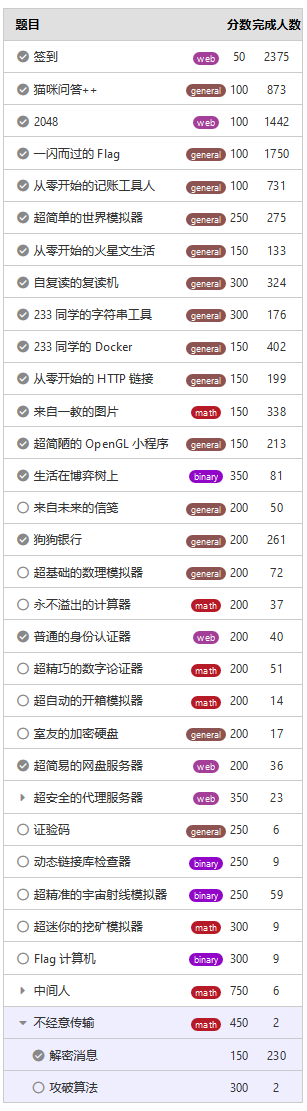 题目 分数 完成人数
签到 web 50 2375
猫咪问答++ general 100 873
2048 web 100 1442
一闪而过的 Flag general 100 1750
从零开始的记账工具人 general 100 731
超简单的世界模拟器 general 250 275
从零开始的火星文生活 general 150 133
自复读的复读机 general 300 324
233 同学的字符串工具 general 300 176
233 同学的 Docker general 150 402
从零开始的 HTTP 链接 general 150 199
来自一教的图片 math 150 338
超简陋的 OpenGL 小程序 general 150 213
生活在博弈树上 binary 350 81
来自未来的信笺 general 200 50
狗狗银行 general 200 261
超基础的数理模拟器 general 200 72
永不溢出的计算器 math 200 37
普通的身份认证器 web 200 40
超精巧的数字论证器 math 200 51
超自动的开箱模拟器 math 200 14
室友的加密硬盘 general 200 17
超简易的网盘服务器 web 200 36
超安全的代理服务器 web 350 23
证验码 general 250 6
动态链接库检查器 binary 250 9
超精准的宇宙射线模拟器 binary 250 59
超迷你的挖矿模拟器 math 300 9
Flag 计算机 binary 300 9
中间人 math 750 6
不经意传输 math 450 2
解密消息 150 230
攻破算法 300 2